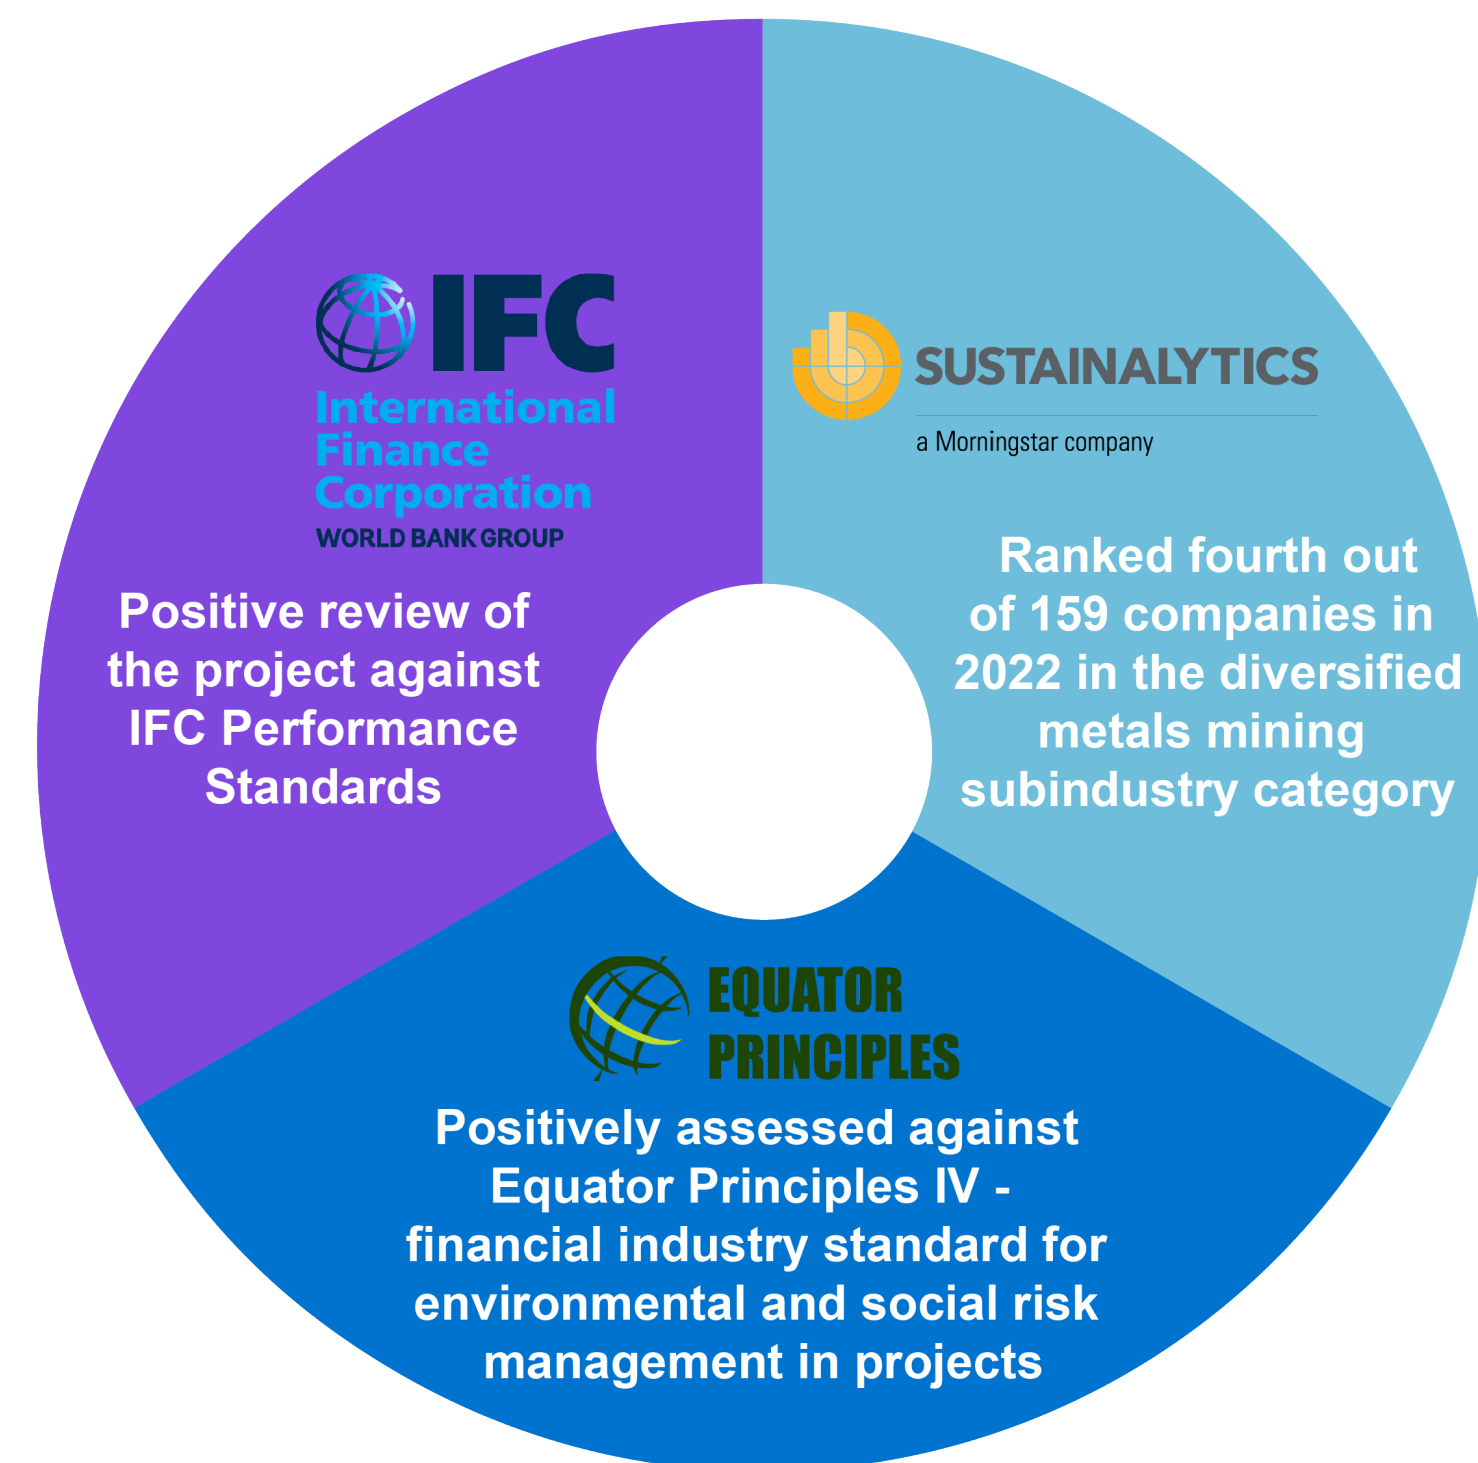 IFC
International
Finance
Corporation
WORLD BANK GROUP
Positive review of
the project against
IFC Performance
Standards
SUSTAINALYTICS
a Morningstar company
Ranked fourth out
of 159 companies in
2022 in the diversified
metals mining
subindustry category
EQUATOR
PRINCIPLES
Positively assessed against
Equator Principles IV -
financial industry standard for
environmental and social risk
management in projects